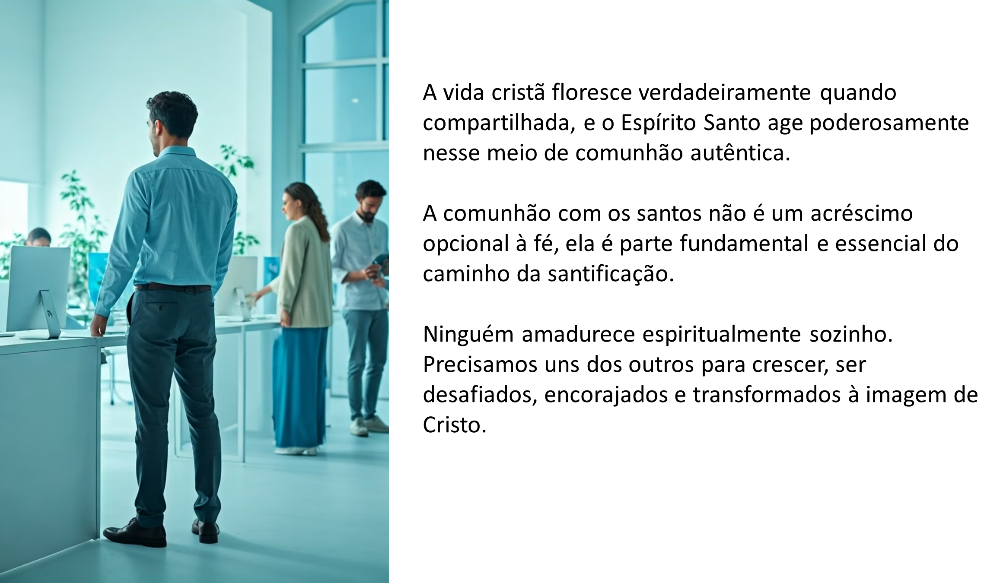 A vida cristã floresce verdadeiramente quando
compartilhada, e o Espírito Santo age poderosamente
nesse meio de comunhão autêntica.
A comunhão com os santos não é um acréscimo
opcional à fé, ela é parte fundamental e essencial do
caminho da santificação.
Ninguém amadurece espiritualmente sozinho.
Precisamos uns dos outros para crescer, ser
desafiados, encorajados e transformados à imagem de
Cristo.